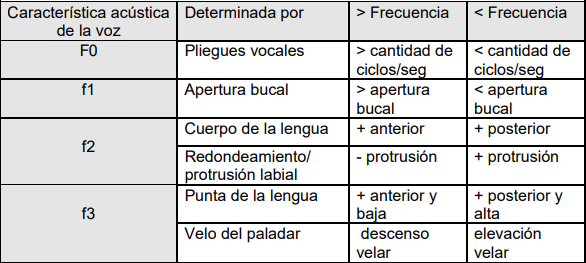 Característica acústica de la voz Determinada por > Frecuencia < Frecuencia
F0 Pliegues vocales > cantidad de ciclos/seg < cantidad de ciclos/seg
f1 Apertura bucal > apertura bucal < apertura bucal
f2 Cuerpo de la lengua + anterior + posterior
Redondeamiento/ protrusión labial - protrusión + protrusión
f3 Punta de la lengua + anterior y baja + posterior y alta
Velo del paladar descenso velar elevación velar